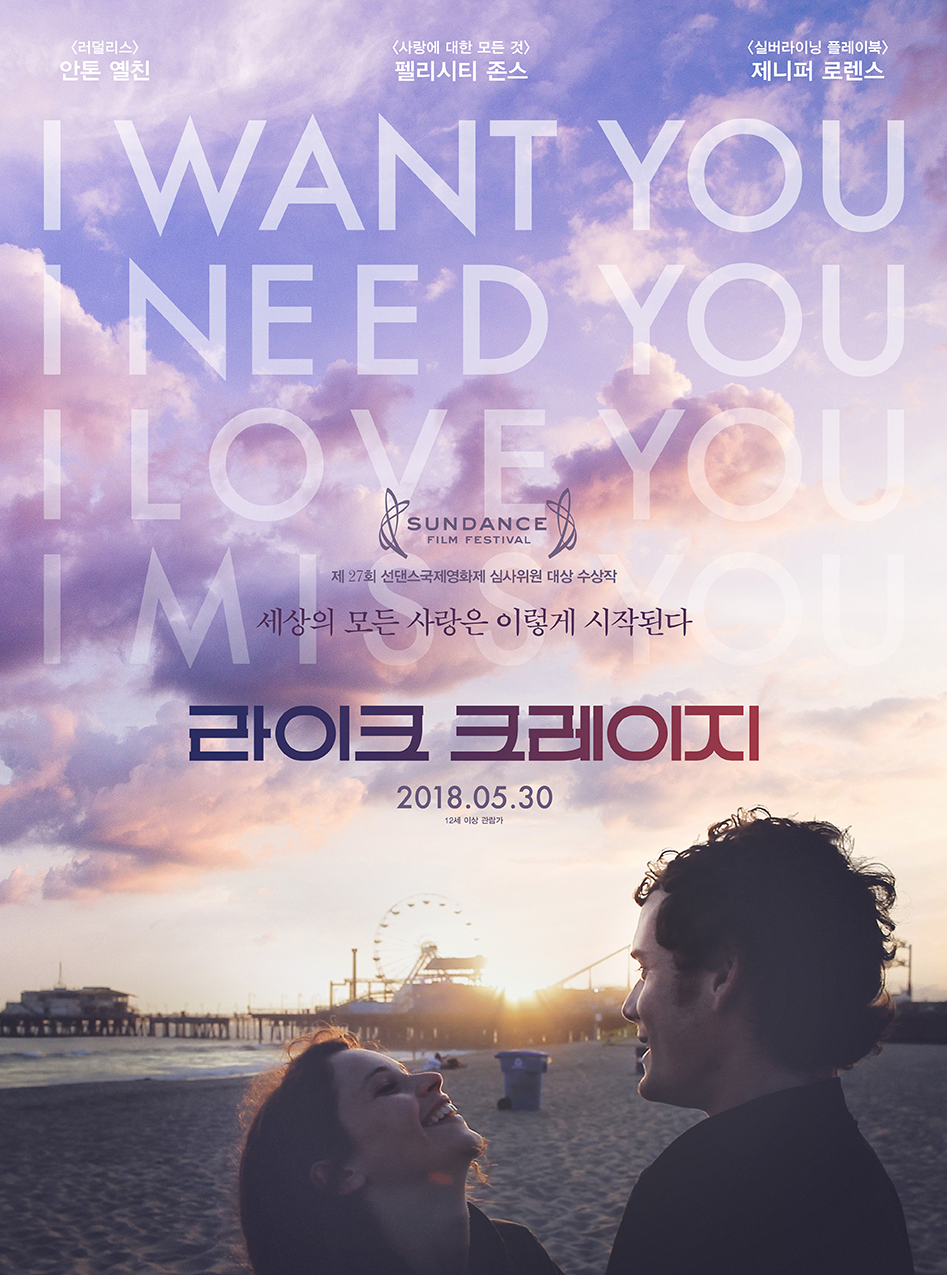 〈러덜리스〉
안톤 옐친
〈사랑에 대한 모든 것〉
펠리시티 존스
〈실버라이닝 플레이북〉
제니퍼 로렌스
I WANT YOU
I NEED YOU
I LOVE YOU
SUNDANCE
FILM FESTIVAL
제 27회 선댄스국제영화제 심사위원 대상 수상작
I MISS YOU
세상의 모든 사랑은 이렇게 시작된다
라이크 크레이지
2018.05.30
12세 이상 관람가